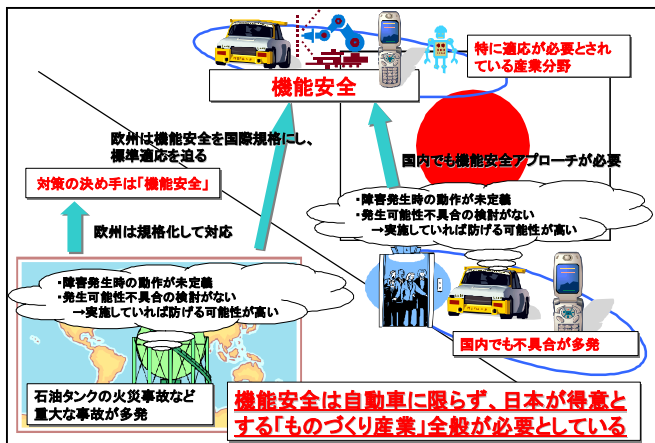 特に適応が必要とされ
ている産業分野
機能安全
欧州は機能安全を国際規格にし、
標準適応を迫る
国内でも機能安全アプローチが必要
対策の決め手は「機能安全」
・障害発生時の動作が未定義
・発生可能性不具合の検討がない
→実施していれば防げる可能性が高い
欧州は規格化して対応
・障害発生時の動作が未定義
・発生可能性不具合の検討がない
→実施していれば防げる可能性が高い
国内でも不具合が多発
石油タンクの火災事故など
重大な事故が多発
機能安全は自動車に限らず、日本が得意と
する「ものづくり産業」全般が必要としている